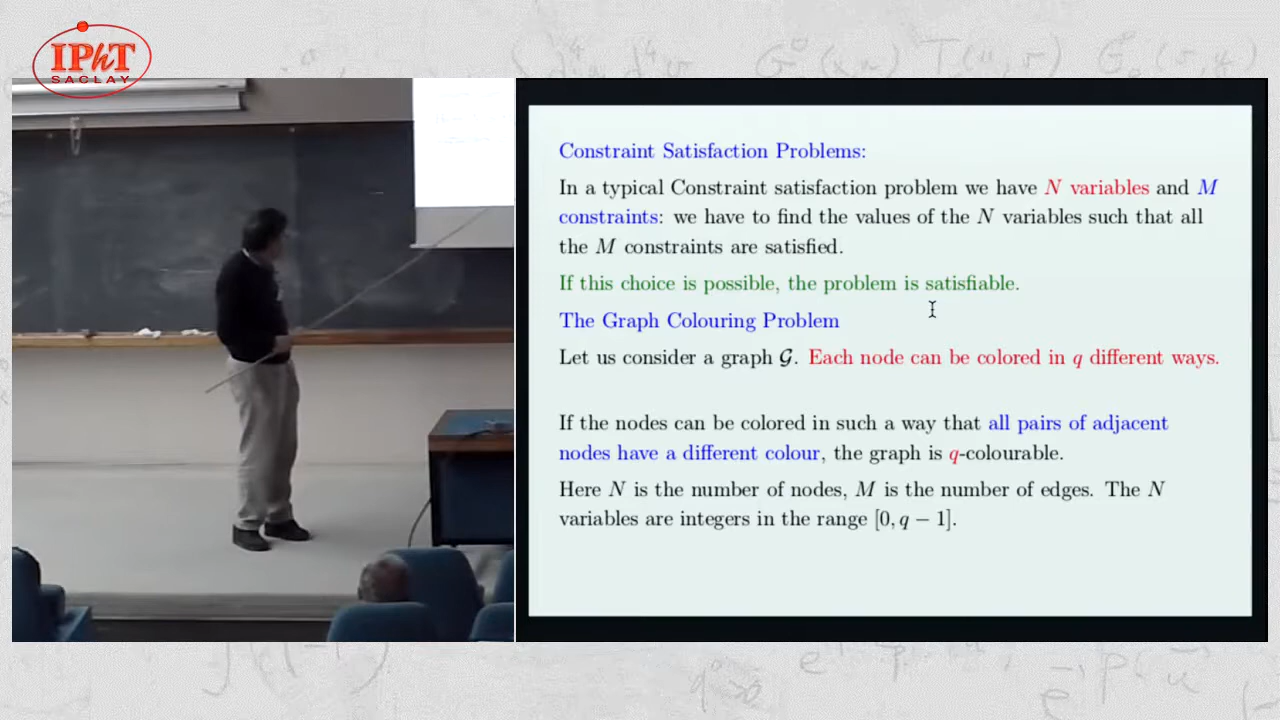 IPhT
SACLAY
Constraint Satisfaction Problems:
In a typical Constraint satisfaction problem we have N variables and M
constraints: we have to find the values of the N variables such that all
the M constraints are satisfied.
If this choice is possible, the problem is satisfiable.
The Graph Colouring Problem
Let us consider a graph 𝒢. Each node can be colored in q different ways.
If the nodes can be colored in such a way that all pairs of adjacent
nodes have a different colour, the graph is q-colourable.
Here N is the number of nodes, M is the number of edges. The N
variables are integers in the range [0, q − 1].